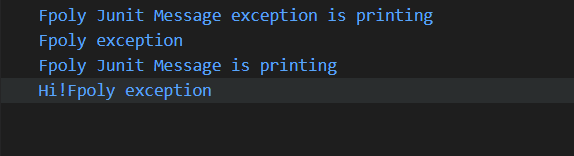 Fpoly Junit Message exception is printing
Fpoly exception
Fpoly Junit Message is printing
Hi!Fpoly exception